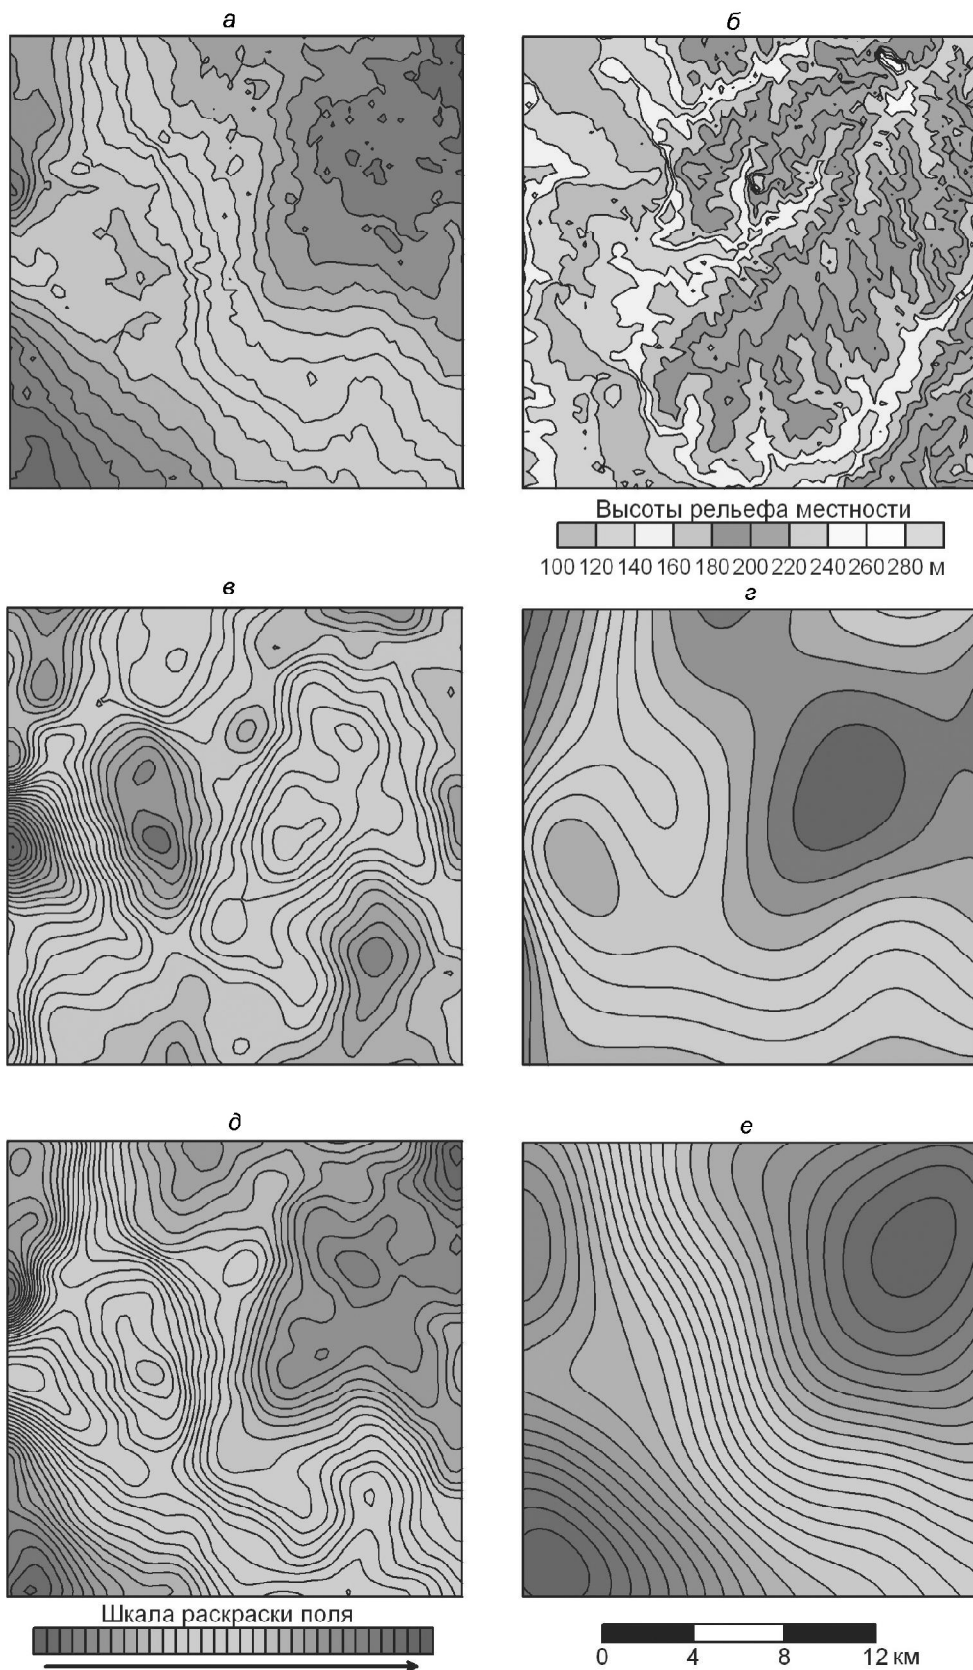 а
б
Высоты рельефа местности
100 120 140 160 180 200 220 240 260 280 м
в
г
д
е
Шкала раскраски поля
0 4 8 12 км